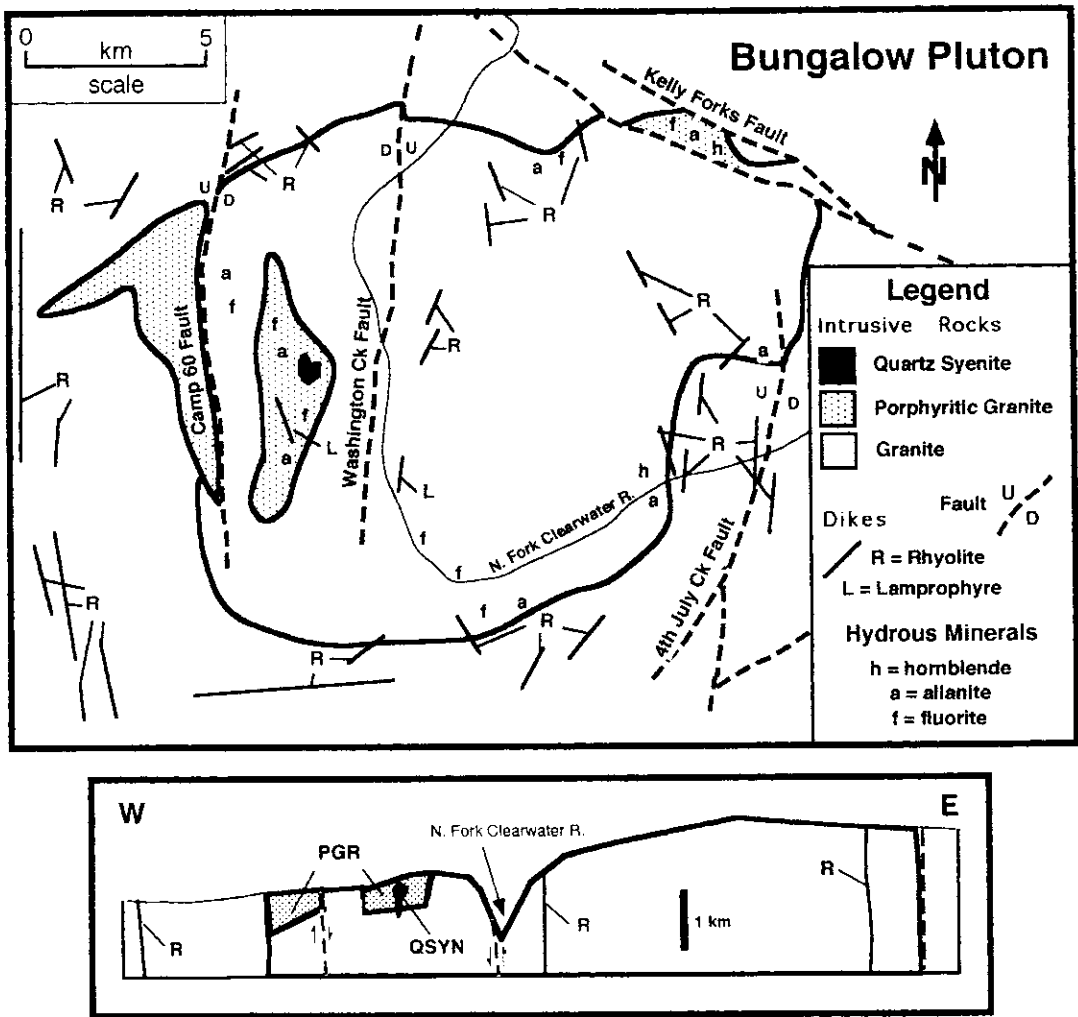 0 5
km
scale
Bungalow Pluton
Kelly Forks Fault
f a
h
N
D U
a f
R
R
R
U D
a
f
Camp 60 Fault
f
a
f
a
L
Washington Ck Fault
R
R
R
a
U
D
R
h
a
L
f
f
N. Fork Clearwater R.
f a
R
R
R
4th July Ck Fault
Legend
Intrusive Rocks
Quartz Syenite
Porphyritic Granite
Granite
Fault U
D
Dikes
R = Rhyolite
L = Lamprophyre
Hydrous Minerals
h = hornblende
a = allanite
f = fluorite
W
E
N. Fork Clearwater R.
PGR
R
R
R
1 km
QSYN